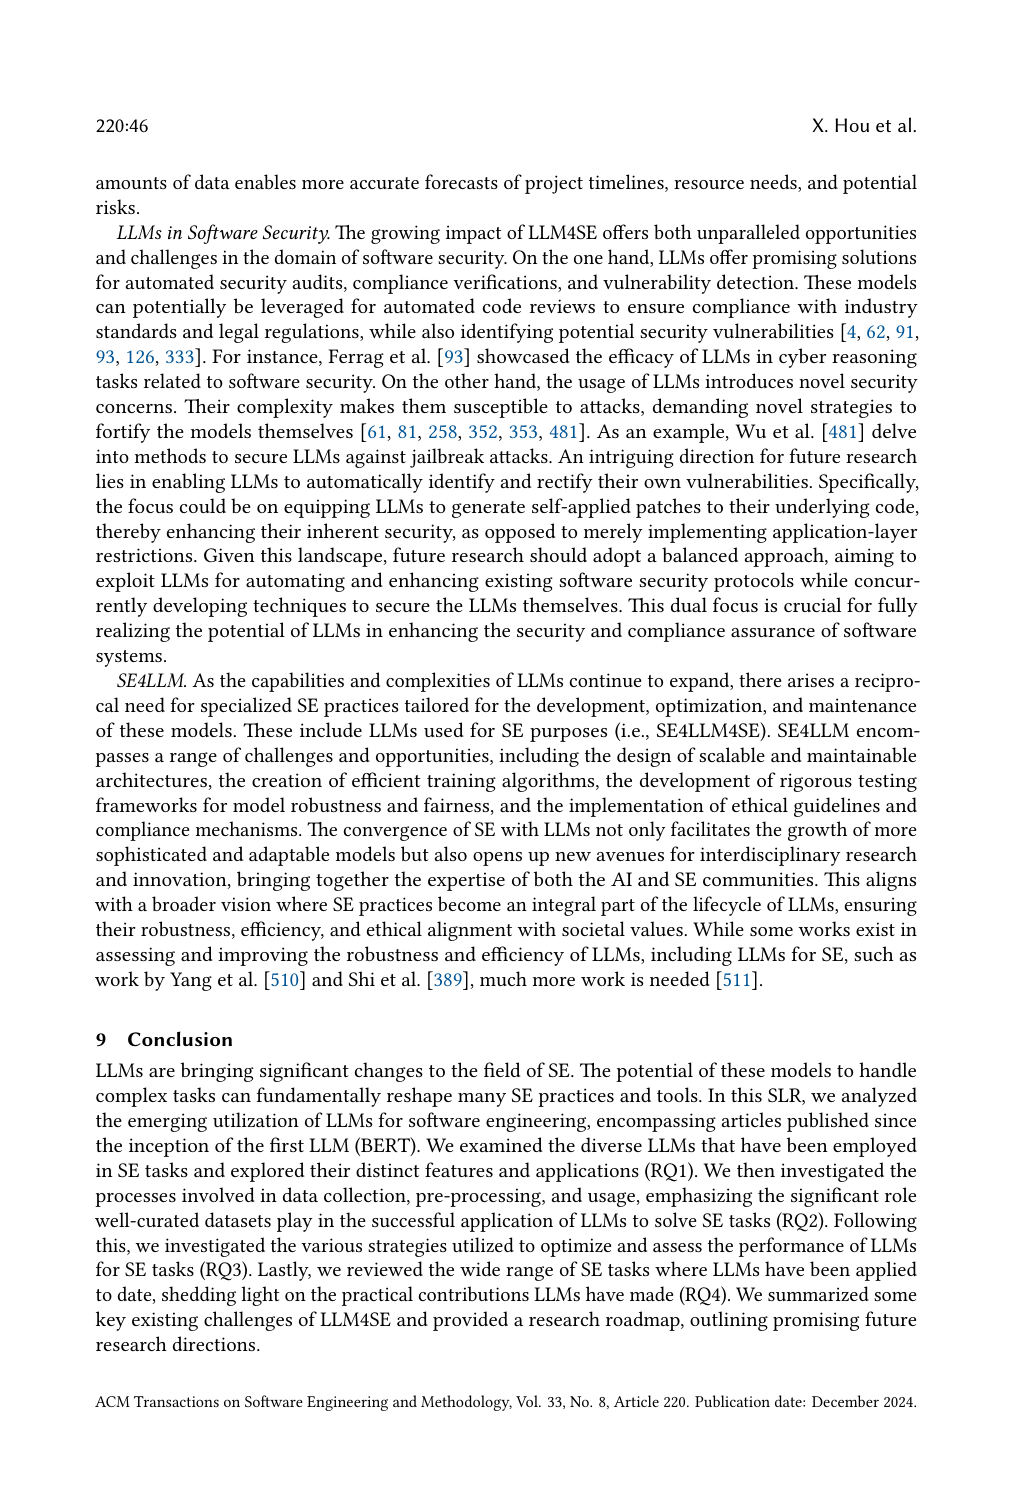 220:46 X. Hou et al.
amounts of data enables more accurate forecasts of project timelines, resource needs, and potential
risks.
LLMs in Software Security. The growing impact of LLM4SE offers both unparalleled opportunities
and challenges in the domain of software security. On the one hand, LLMs offer promising solutions
for automated security audits, compliance verifications, and vulnerability detection. These models
can potentially be leveraged for automated code reviews to ensure compliance with industry
standards and legal regulations, while also identifying potential security vulnerabilities [4, 62, 91,
93, 126, 333]. For instance, Ferrag et al. [93] showcased the efficacy of LLMs in cyber reasoning
tasks related to software security. On the other hand, the usage of LLMs introduces novel security
concerns. Their complexity makes them susceptible to attacks, demanding novel strategies to
fortify the models themselves [61, 81, 258, 352, 353, 481]. As an example, Wu et al. [481] delve
into methods to secure LLMs against jailbreak attacks. An intriguing direction for future research
lies in enabling LLMs to automatically identify and rectify their own vulnerabilities. Specifically,
the focus could be on equipping LLMs to generate self-applied patches to their underlying code,
thereby enhancing their inherent security, as opposed to merely implementing application-layer
restrictions. Given this landscape, future research should adopt a balanced approach, aiming to
exploit LLMs for automating and enhancing existing software security protocols while concur-
rently developing techniques to secure the LLMs themselves. This dual focus is crucial for fully
realizing the potential of LLMs in enhancing the security and compliance assurance of software
systems.
SE4LLM. As the capabilities and complexities of LLMs continue to expand, there arises a recipro-
cal need for specialized SE practices tailored for the development, optimization, and maintenance
of these models. These include LLMs used for SE purposes (i.e., SE4LLM4SE). SE4LLM encom-
passes a range of challenges and opportunities, including the design of scalable and maintainable
architectures, the creation of efficient training algorithms, the development of rigorous testing
frameworks for model robustness and fairness, and the implementation of ethical guidelines and
compliance mechanisms. The convergence of SE with LLMs not only facilitates the growth of more
sophisticated and adaptable models but also opens up new avenues for interdisciplinary research
and innovation, bringing together the expertise of both the AI and SE communities. This aligns
with a broader vision where SE practices become an integral part of the lifecycle of LLMs, ensuring
their robustness, efficiency, and ethical alignment with societal values. While some works exist in
assessing and improving the robustness and efficiency of LLMs, including LLMs for SE, such as
work by Yang et al. [510] and Shi et al. [389], much more work is needed [511].
9 Conclusion
LLMs are bringing significant changes to the field of SE. The potential of these models to handle
complex tasks can fundamentally reshape many SE practices and tools. In this SLR, we analyzed
the emerging utilization of LLMs for software engineering, encompassing articles published since
the inception of the first LLM (BERT). We examined the diverse LLMs that have been employed
in SE tasks and explored their distinct features and applications (RQ1). We then investigated the
processes involved in data collection, pre-processing, and usage, emphasizing the significant role
well-curated datasets play in the successful application of LLMs to solve SE tasks (RQ2). Following
this, we investigated the various strategies utilized to optimize and assess the performance of LLMs
for SE tasks (RQ3). Lastly, we reviewed the wide range of SE tasks where LLMs have been applied
to date, shedding light on the practical contributions LLMs have made (RQ4). We summarized some
key existing challenges of LLM4SE and provided a research roadmap, outlining promising future
research directions.
ACM Transactions on Software Engineering and Methodology, Vol. 33, No. 8, Article 220. Publication date: December 2024.